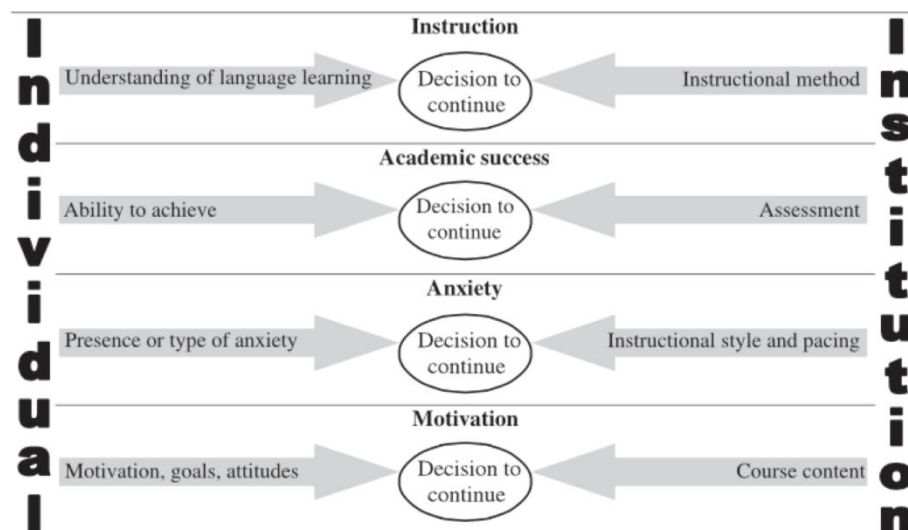 Individual
Institution
Instruction
Understanding of language learning
Decision to
continue
Instructional method
Academic success
Ability to achieve
Decision to
continue
Assessment
Anxiety
Presence or type of anxiety
Decision to
continue
Instructional style and pacing
Motivation
Motivation, goals, attitudes
Decision to
continue
Course content